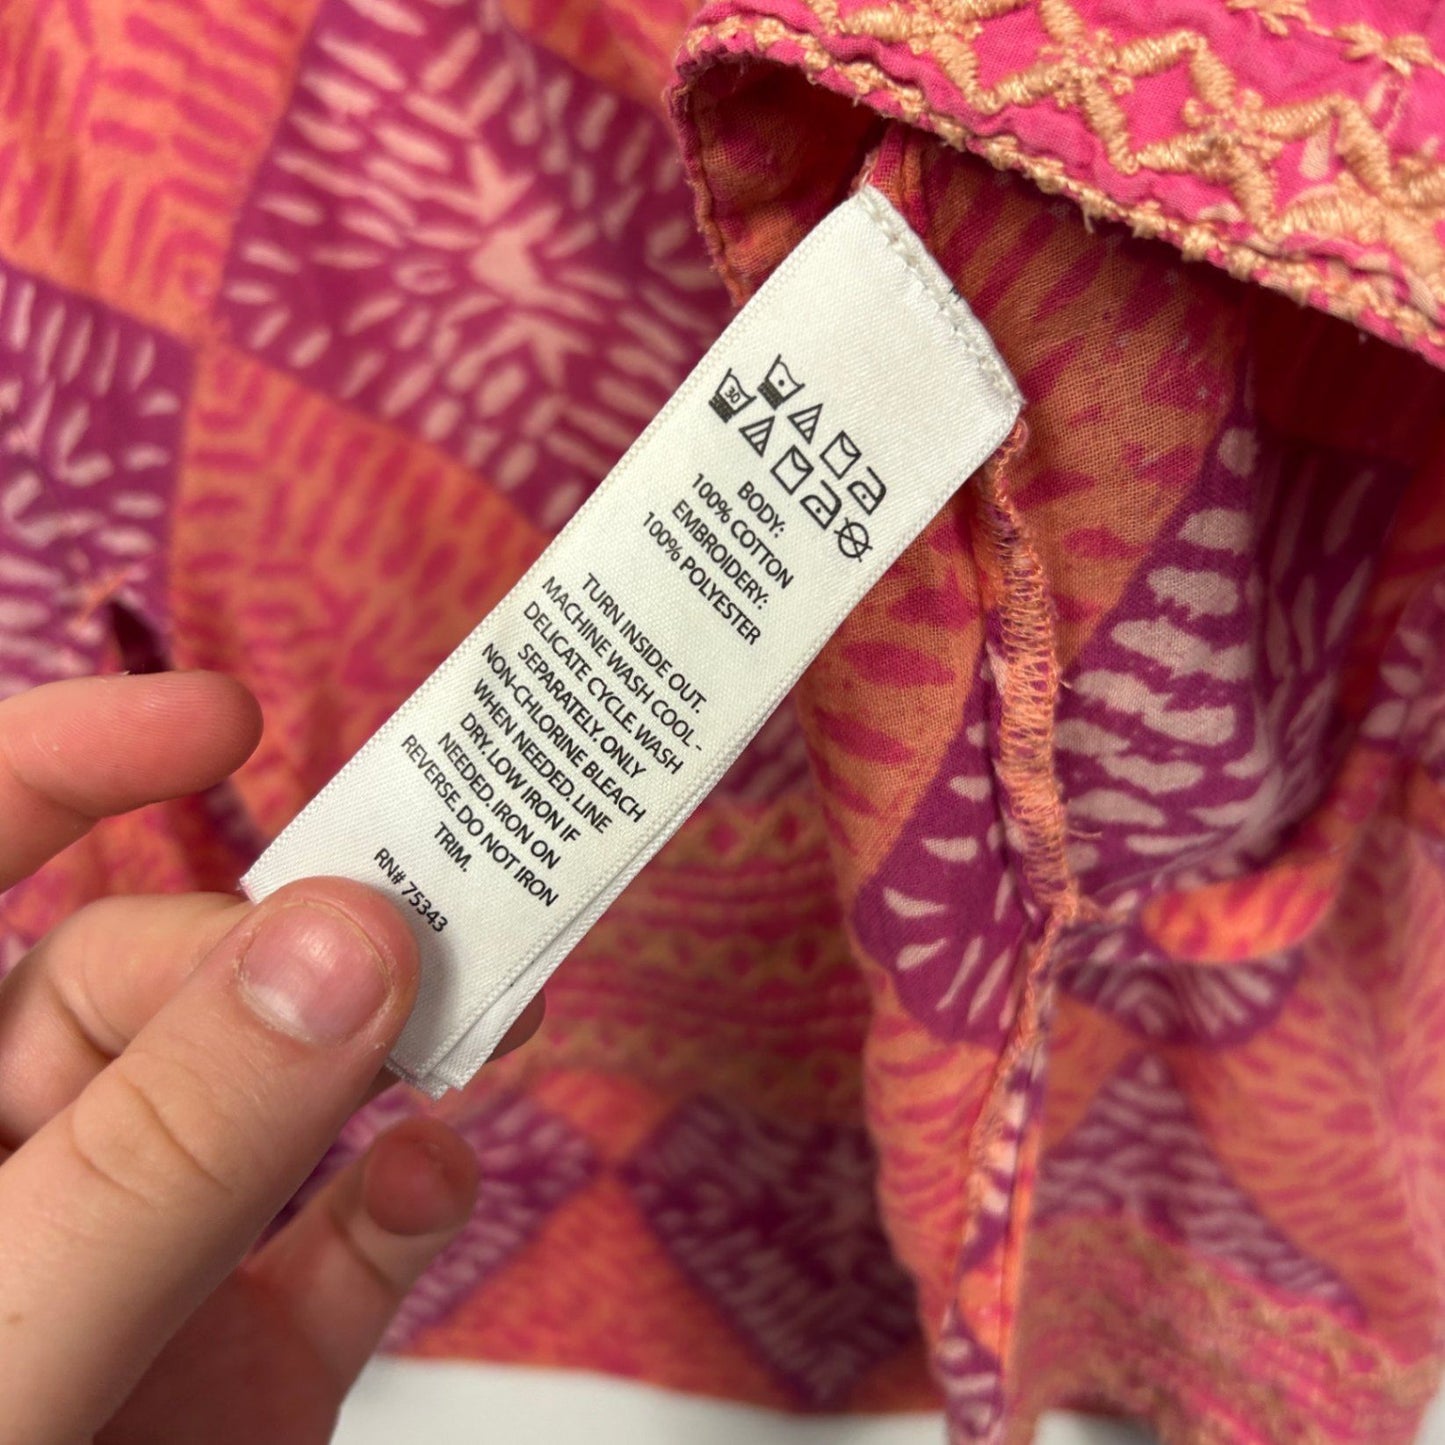 30
BODY:
100% COTTON
EMBROIDERY:
100% POLYESTER
TURN INSIDE OUT.
MACHINE WASH COOL -
DELICATE CYCLE. WASH
SEPARATELY. ONLY
NON-CHLORINE BLEACH
WHEN NEEDED. LINE
DRY. LOW IRON IF
NEEDED. IRON ON
REVERSE. DO NOT IRON
TRIM.
RN# 75343